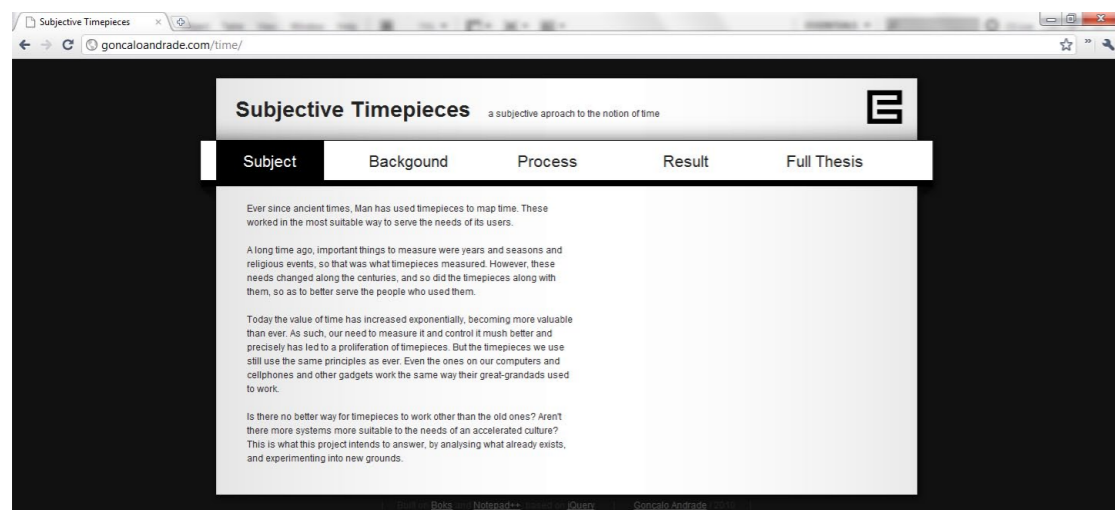 Subjective Timepieces
goncaloandrade.com/time/
Subjective Timepieces a subjective aproach to the notion of time
Subject Backgound Process Result Full Thesis
Ever since ancient times, Man has used timepieces to map time. These
worked in the most suitable way to serve the needs of its users.
A long time ago, important things to measure were years and seasons and
religious events, so that was what timepieces measured. However, these
needs changed along the centuries, and so did the timepieces along with
them, so as to better serve the people who used them.
Today the value of time has increased exponentially, becoming more valuable
than ever. As such, our need to measure it and control it mush better and
precisely has led to a proliferation of timepieces. But the timepieces we use
still use the same principles as ever. Even the ones on our computers and
cellphones and other gadgets work the same way their great-grandads used
to work.
Is there no better way for timepieces to work other than the old ones? Aren't
there more systems more suitable to the needs of an accelerated culture?
This is what this project intends to answer, by analysing what already exists,
and experimenting into new grounds.
Boks Notepad++ jQuery Goncalo Andrade